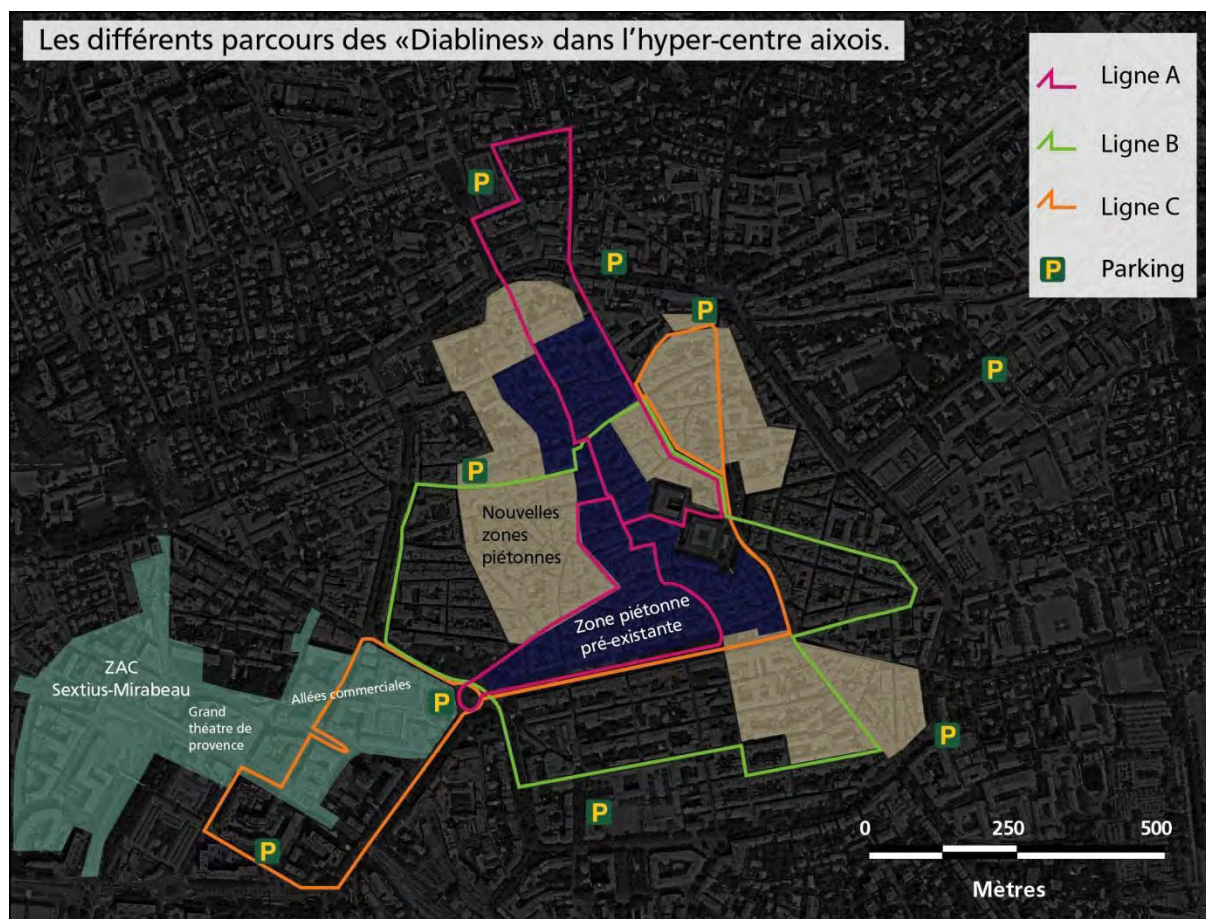 Les différents parcours des «Diablines» dans l'hyper-centre aixois.
Ligne A
Ligne B
Ligne C
P Parking
P
P
P
P
P
Nouvelles
zones
piétonnes
Zone piétonne
pré-existante
ZAC
Sextius-Mirabeau
Allées commerciales
Grand
théatre de
provence
P
P
P
P
0 250 500
Mètres